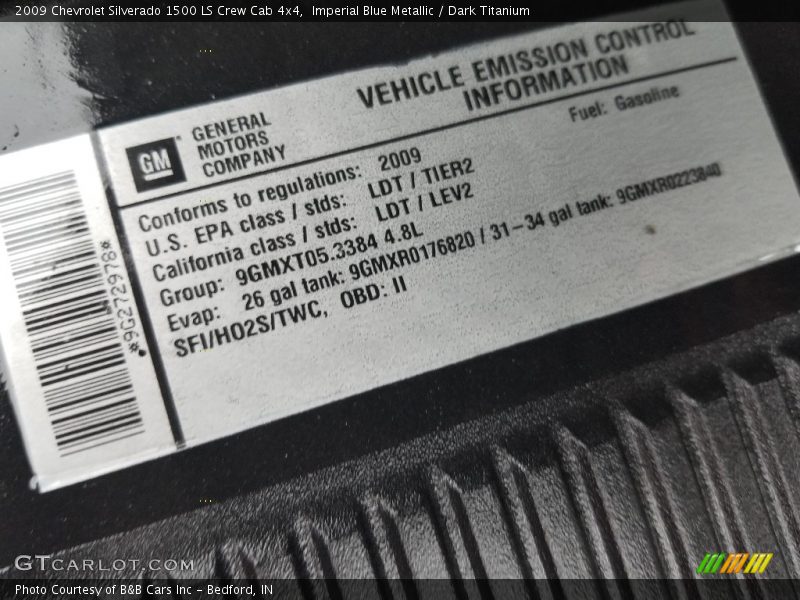 2009 Chevrolet Silverado 1500 LS Crew Cab 4x4, Imperial Blue Metallic / Dark Titanium
VEHICLE EMISSION CONTROL
INFORMATION
GM
GENERAL
MOTORS
COMPANY
Fuel: Gasoline
Conforms to regulations: 2009
U.S. EPA class / stds: LDT / TIER2
California class / stds: LDT / LEV2
Group: 9GMXT05.3384 4.8L
Evap: 26 gal tank: 9GMXR0176820 / 31-34 gal tank: 9GMXR0223840
SFI/HO2S/TWC, OBD: II
*9G272978*
GTCARLOT.COM
Photo Courtesy of B&B Cars Inc - Bedford, IN